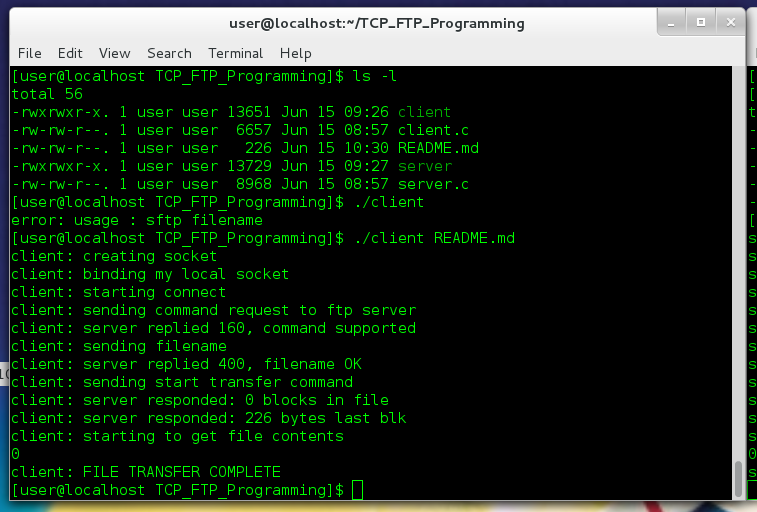 user@localhost:~/TCP_FTP_Programming
File Edit View Search Terminal Help
[user@localhost TCP_FTP_Programming]$ ls -l
total 56
-rwxrwxr-x. 1 user user 13651 Jun 15 09:26 client
-rw-rw-r--. 1 user user  6657 Jun 15 08:57 client.c
-rw-rw-r--. 1 user user   226 Jun 15 10:30 README.md
-rwxrwxr-x. 1 user user 13729 Jun 15 09:27 server
-rw-rw-r--. 1 user user  8968 Jun 15 08:57 server.c
[user@localhost TCP_FTP_Programming]$ ./client
error: usage : sftp filename
[user@localhost TCP_FTP_Programming]$ ./client README.md
client: creating socket
client: binding my local socket
client: starting connect
client: sending command request to ftp server
client: server replied 160, command supported
client: sending filename
client: server replied 400, filename OK
client: sending start transfer command
client: server responded: 0 blocks in file
client: server responded: 226 bytes last blk
client: starting to get file contents
0
client: FILE TRANSFER COMPLETE
[user@localhost TCP_FTP_Programming]$